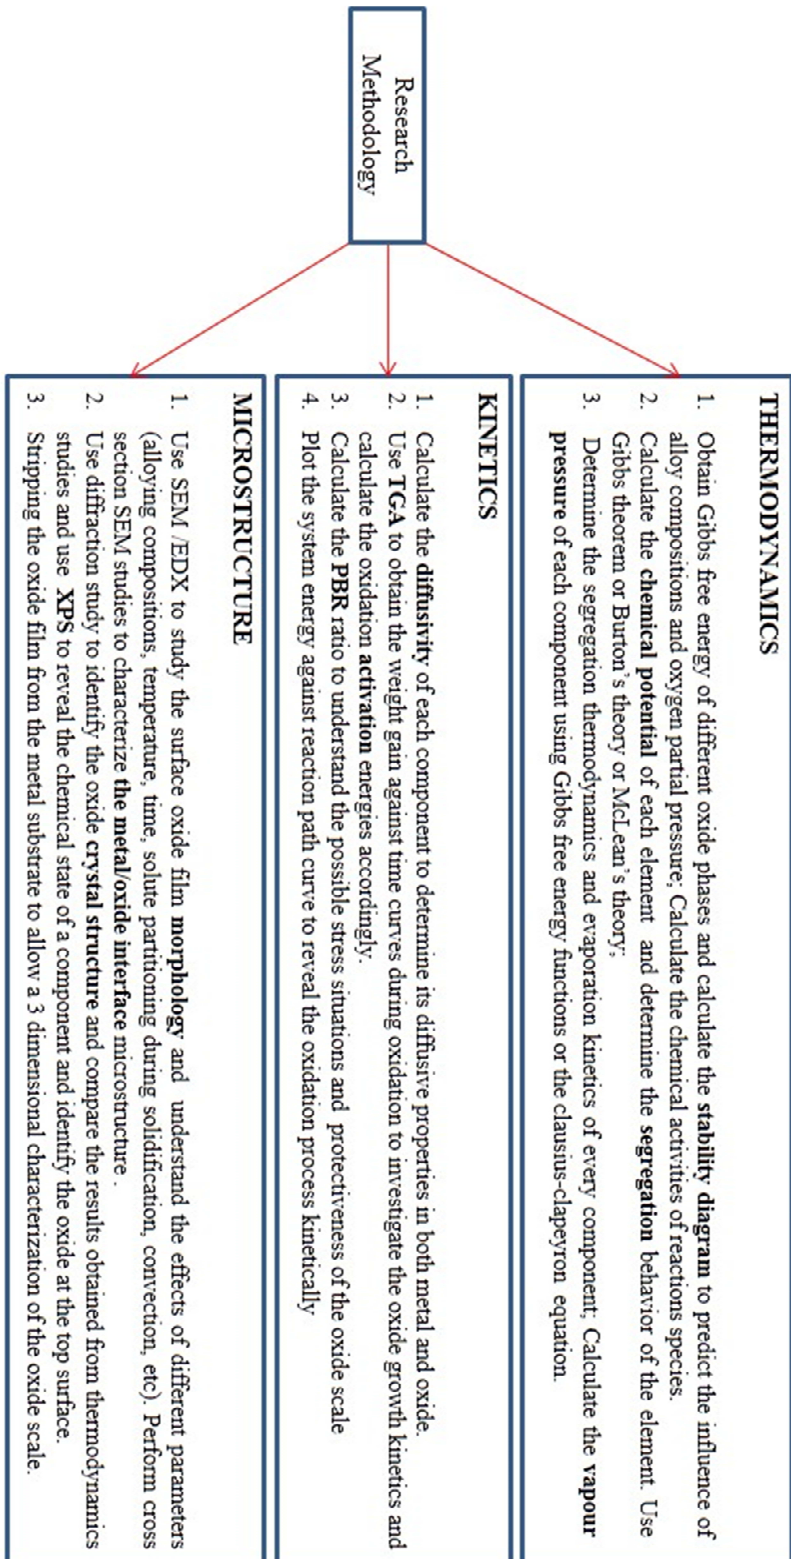 Research
Methodology
THERMODYNAMICS
1. Obtain Gibbs free energy of different oxide phases and calculate the stability diagram to predict the influence of
alloy compositions and oxygen partial pressure; Calculate the chemical activities of reactions species.
2. Calculate the chemical potential of each element and determine the segregation behavior of the element. Use
Gibbs theorem or Burton's theory or McLean's theory;
3. Determine the segregation thermodynamics and evaporation kinetics of every component; Calculate the vapour
pressure of each component using Gibbs free energy functions or the clausius-clapeyron equation.
KINETICS
1. Calculate the diffusivity of each component to determine its diffusive properties in both metal and oxide.
2. Use TGA to obtain the weight gain against time curves during oxidation to investigate the oxide growth kinetics and
calculate the oxidation activation energies accordingly.
3. Calculate the PBR ratio to understand the possible stress situations and protectiveness of the oxide scale
4. Plot the system energy against reaction path curve to reveal the oxidation process kinetically
MICROSTRUCTURE
1. Use SEM /EDX to study the surface oxide film morphology and understand the effects of different parameters
(alloying compositions, temperature, time, solute partitioning during solidification, convection, etc). Perform cross
section SEM studies to characterize the metal/oxide interface microstructure .
2. Use diffraction study to identify the oxide crystal structure and compare the results obtained from thermodynamics
studies and use XPS to reveal the chemical state of a component and identify the oxide at the top surface.
3. Stripping the oxide film from the metal substrate to allow a 3 dimensional characterization of the oxide scale.